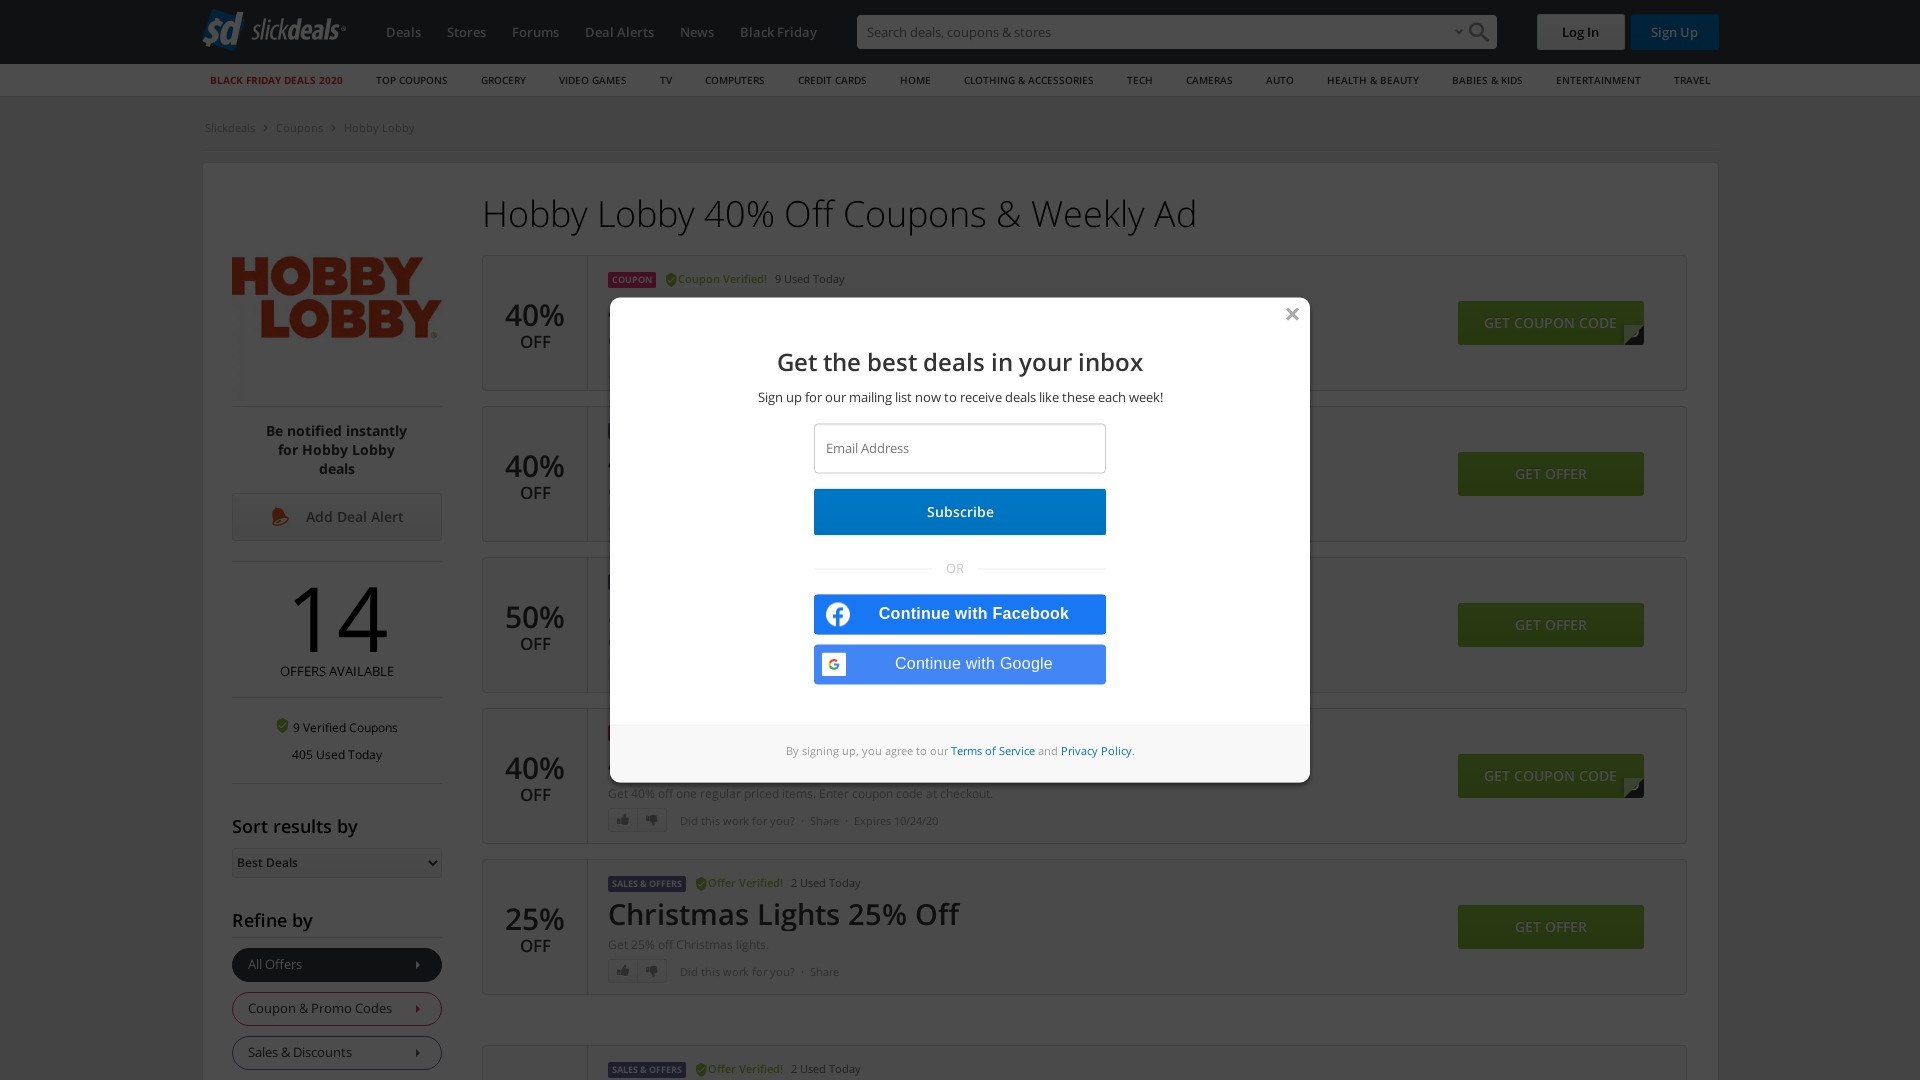 slickdeals
Deals
Stores
Forums
Deal Alerts
News
Black Friday
Search deals, coupons & stores
Log In
Sign Up
BLACK FRIDAY DEALS 2020
TOP COUPONS
GROCERY
VIDEO GAMES
TV
COMPUTERS
CREDIT CARDS
HOME
CLOTHING & ACCESSORIES
TECH
CAMERAS
AUTO
HEALTH & BEAUTY
BABIES & KIDS
ENTERTAINMENT
TRAVEL
Slickdeals
Coupons
Hobby Lobby
HOBBY
LOBBY
Be notified instantly
for Hobby Lobby
deals
Add Deal Alert
14
OFFERS AVAILABLE
9 Verified Coupons
405 Used Today
Sort results by
Best Deals
Refine by
All Offers
Coupon & Promo Codes
Sales & Discounts
Hobby Lobby 40% Off Coupons & Weekly Ad
40%
OFF
COUPON
Coupon Verified!
9 Used Today
GET COUPON CODE
40%
OFF
GET OFFER
50%
OFF
GET OFFER
40%
OFF
Get 40% off one regular priced items. Enter coupon code at checkout.
Did this work for you? · Share · Expires 10/24/20
GET COUPON CODE
25%
OFF
SALES & OFFERS
Offer Verified!
2 Used Today
Christmas Lights 25% Off
Get 25% off Christmas lights.
Did this work for you? · Share
GET OFFER
SALES & OFFERS
Offer Verified!
2 Used Today
Get the best deals in your inbox
Sign up for our mailing list now to receive deals like these each week!
Email Address
Subscribe
OR
Continue with Facebook
Continue with Google
By signing up, you agree to our Terms of Service and Privacy Policy.